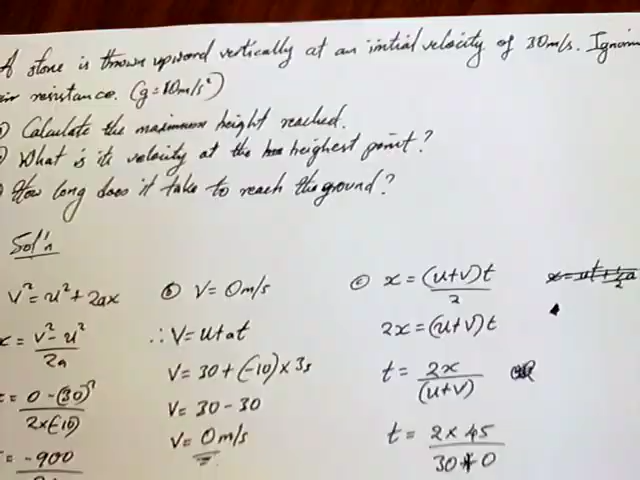 A stone is thrown upward vertically at an initial velocity of 30m/s. Ignorin
air resistance. (g=10m/s²)
Calculate the maximum height reached.
What is its velocity at the heighest point?
How long does it take to reach the ground?
Sol'n
v² = u² + 2ax
x = v² - u² / 2a
= 0 - (30)² / 2×(-10)
= -900
b V = 0m/s
∴ V = u+at
V = 30 + (-10) × 3s
V = 30 - 30
V = 0m/s
c x = (u+v)t / 2
2x = (u+v)t
t = 2x / (u+v)
t = 2 × 45 / 30+0